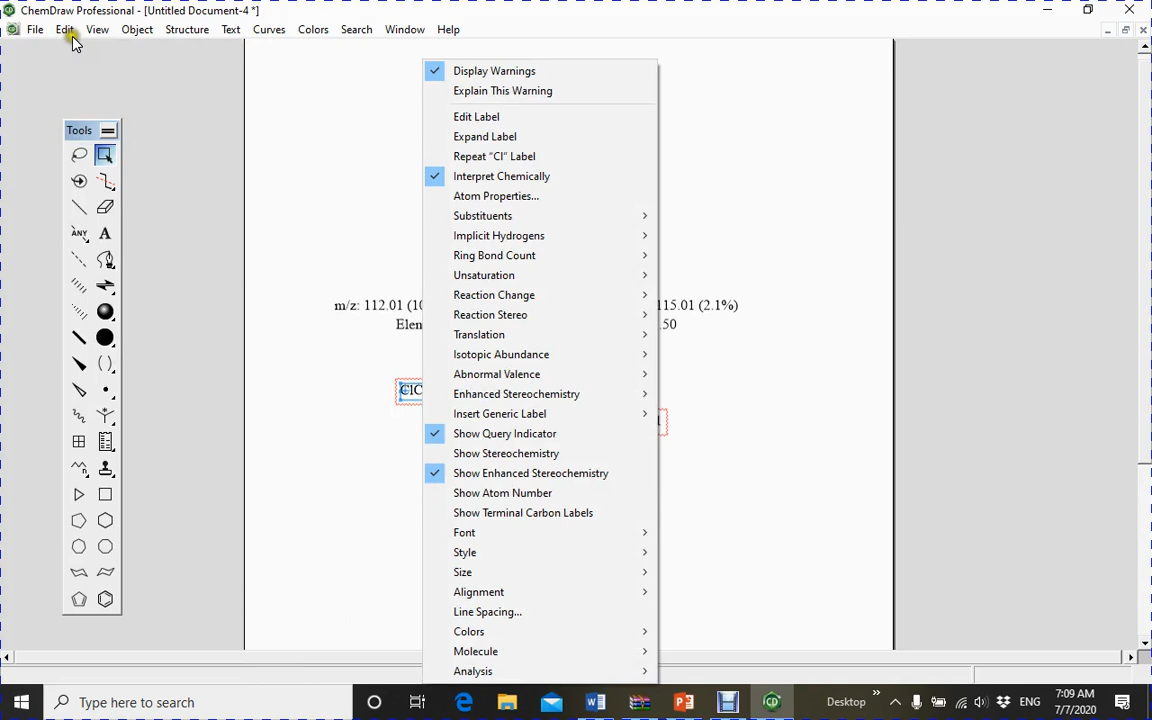 ChemDraw Professional - [Untitled Document-4 *]
File Edit View Object Structure Text Curves Colors Search Window Help
Tools
ANY
A
Display Warnings
Explain This Warning
Edit Label
Expand Label
Repeat "Cl" Label
Interpret Chemically
Atom Properties...
Substituents
Implicit Hydrogens
Ring Bond Count
Unsaturation
Reaction Change
Reaction Stereo
Translation
Isotopic Abundance
Abnormal Valence
Enhanced Stereochemistry
Insert Generic Label
Show Query Indicator
Show Stereochemistry
Show Enhanced Stereochemistry
Show Atom Number
Show Terminal Carbon Labels
Font
Style
Size
Alignment
Line Spacing...
Colors
Molecule
Analysis
m/z: 112.01 (10 115.01 (2.1%)
Elen .50
ClC
Type here to search
Desktop
ENG
7:09 AM
7/7/2020